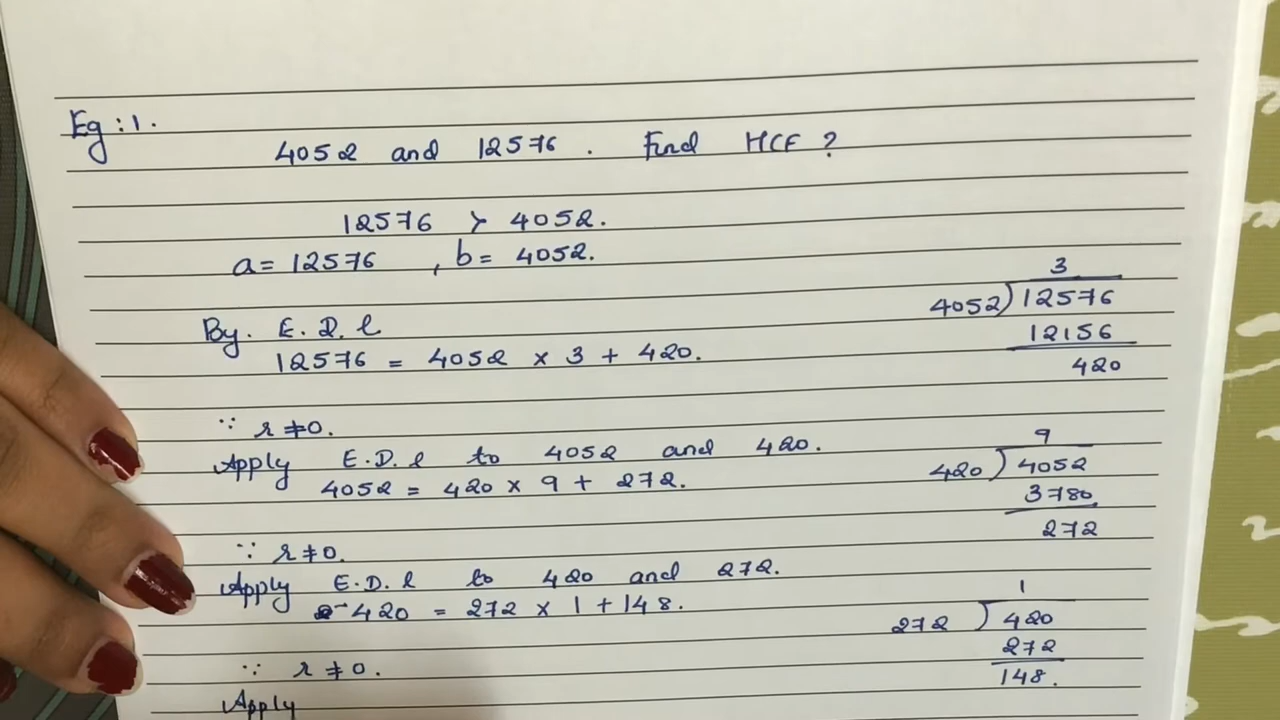 Eg : 1.
4052 and 12576 . Find HCF ?
12576 > 4052.
a = 12576 , b = 4052.
By. E. D. l
12576 = 4052 × 3 + 420.
∵ r ≠ 0.
Apply E.D. l to 4052 and 420.
4052 = 420 × 9 + 272.
∵ r ≠ 0.
Apply E.D. l to 420 and 272.
420 = 272 × 1 + 148.
∵ r ≠ 0.
Apply
3
4052 ) 12576
12156
420
9
420 ) 4052
3780
272
1
272 ) 420
272
148.